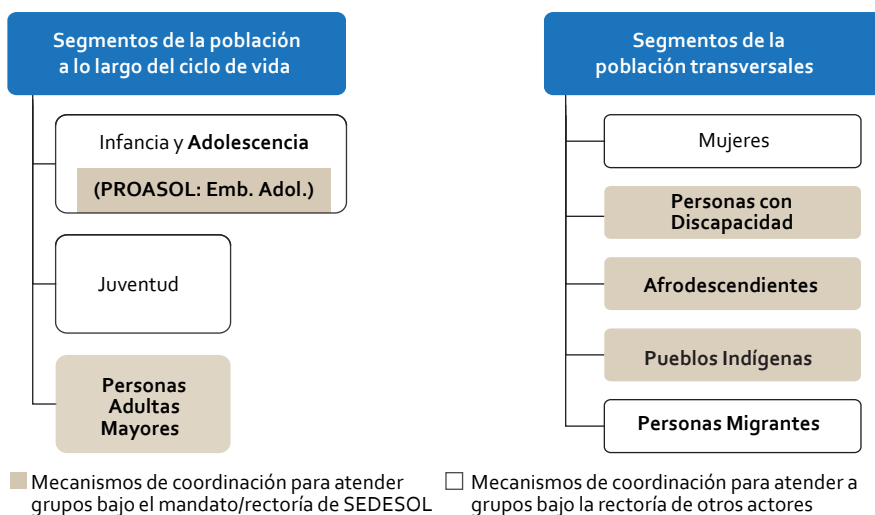 Segmentos de la población
a lo largo del ciclo de vida
Infancia y Adolescencia
(PROASOL: Emb. Adol.)
Juventud
Personas
Adultas
Mayores
Segmentos de la
población transversales
Mujeres
Personas con
Discapacidad
Afrodescendientes
Pueblos Indígenas
Personas Migrantes
Mecanismos de coordinación para atender
grupos bajo el mandato/rectoría de SEDESOL
Mecanismos de coordinación para atender a
grupos bajo la rectoría de otros actores